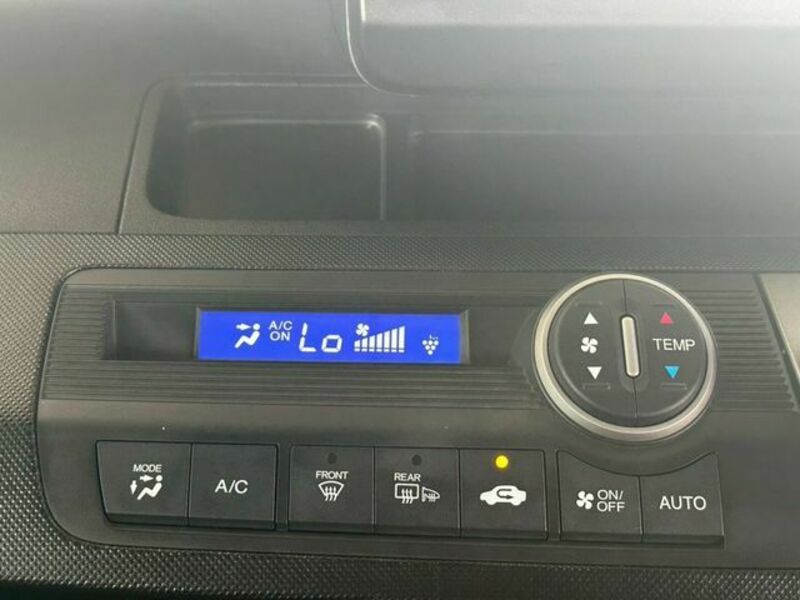 A/C
ON
Lo
TEMP
MODE
A/C
FRONT
REAR
ON/
OFF
AUTO